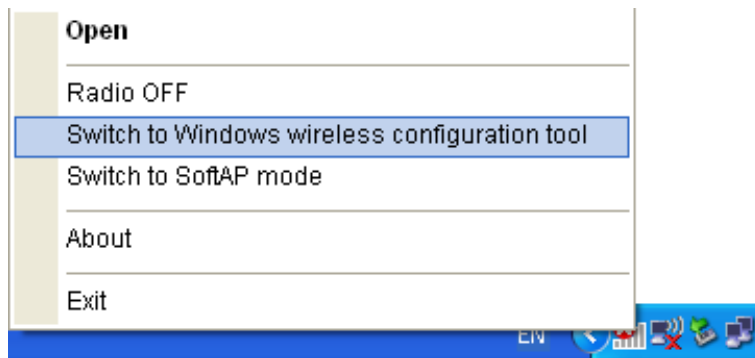 Open
Radio OFF
Switch to Windows wireless configuration tool
Switch to SoftAP mode
About
Exit
EN